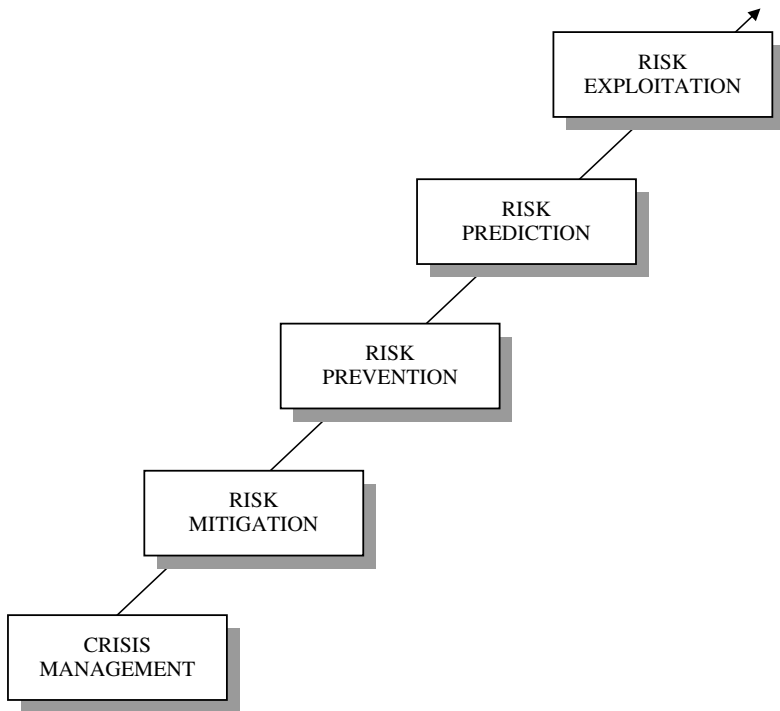 RISK
EXPLOITATION
RISK
PREDICTION
RISK
PREVENTION
RISK
MITIGATION
CRISIS
MANAGEMENT